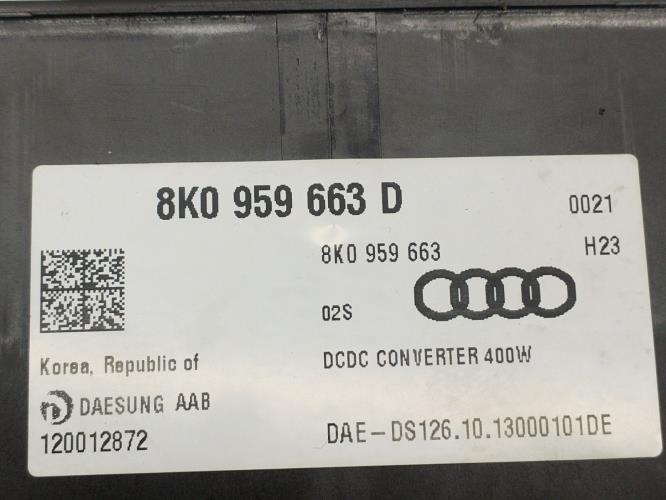 8K0 959 663 D
0021
8K0 959 663
H23
02S
Korea, Republic of
DCDC CONVERTER 400W
DAESUNG AAB
120012872
DAE-DS126.10.13000101DE